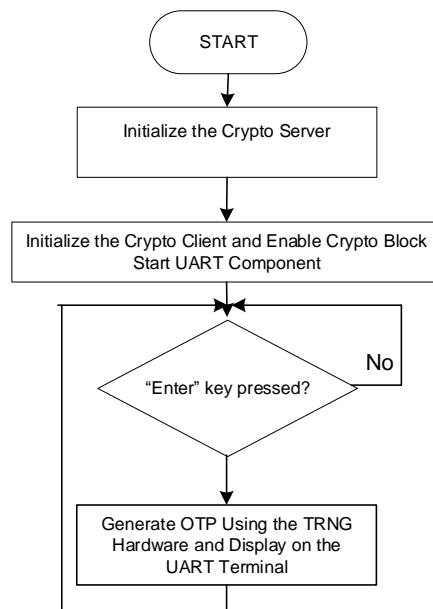 START
Initialize the Crypto Server
Initialize the Crypto Client and Enable Crypto Block
Start UART Component
“Enter” key pressed?
No
Generate OTP Using the TRNG
Hardware and Display on the
UART Terminal